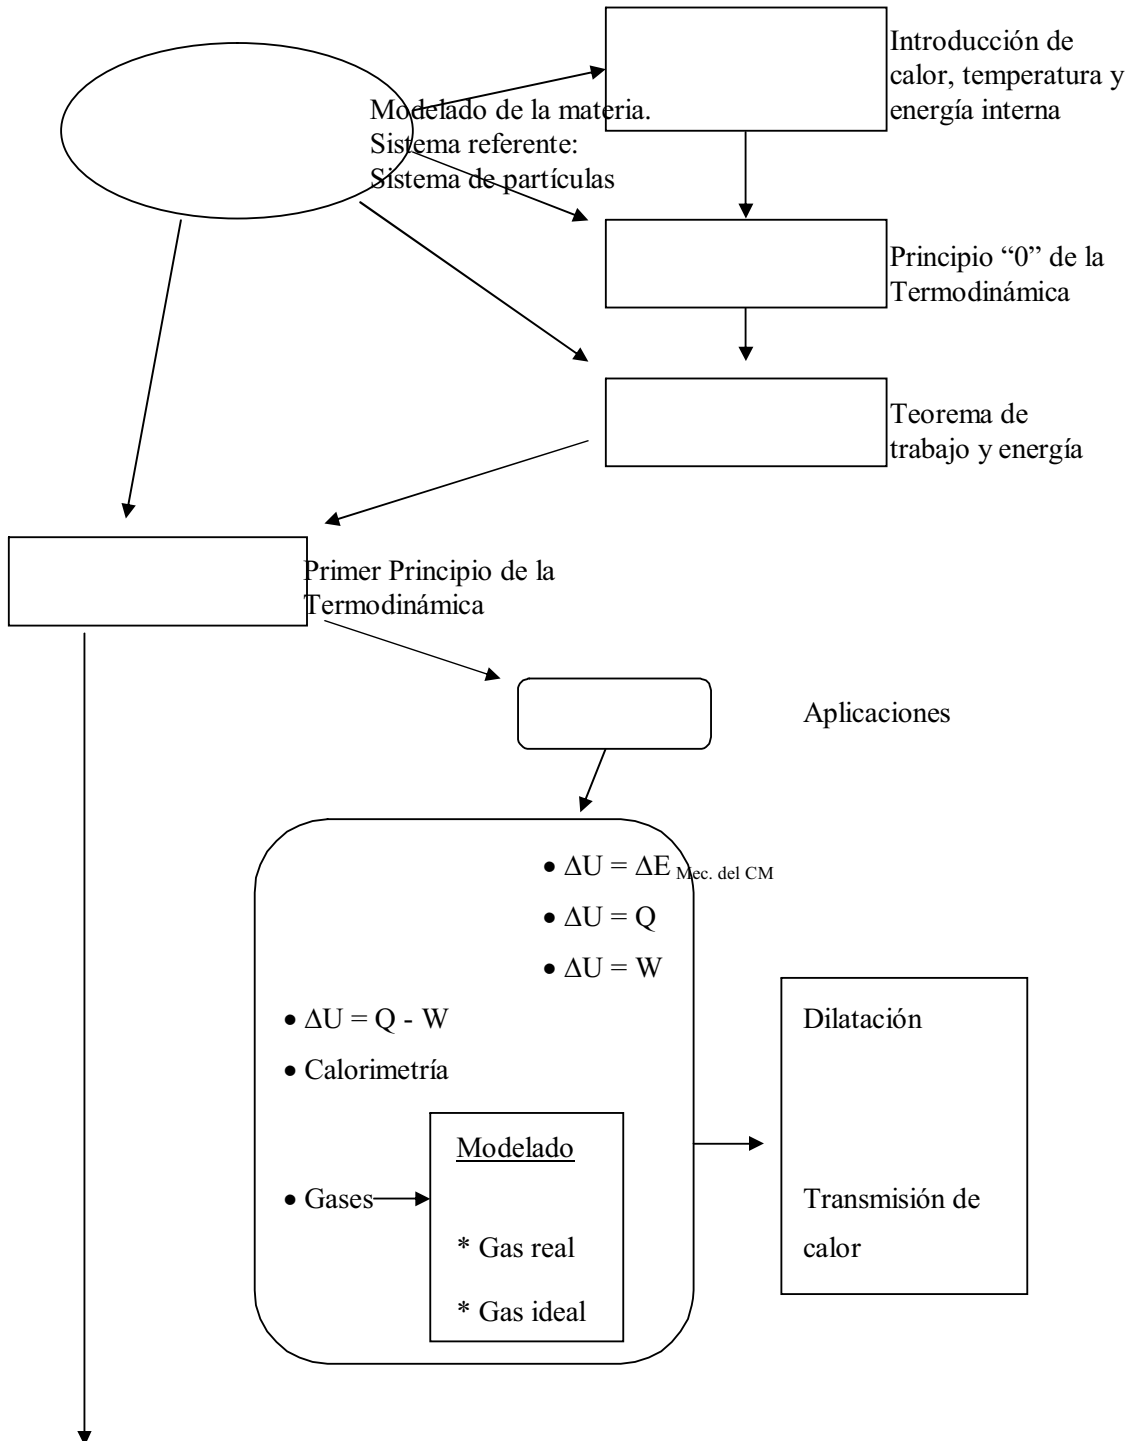 Introducción de
calor, temperatura y
energía interna
Modelado de la materia.
Sistema referente:
Sistema de partículas
Principio “0” de la
Termodinámica
Teorema de
trabajo y energía
Primer Principio de la
Termodinámica
Aplicaciones
• ΔU = ΔE Mec. del CM
• ΔU = Q
• ΔU = W
• ΔU = Q - W
• Calorimetría
• Gases
Modelado
* Gas real
* Gas ideal
Dilatación
Transmisión de
calor